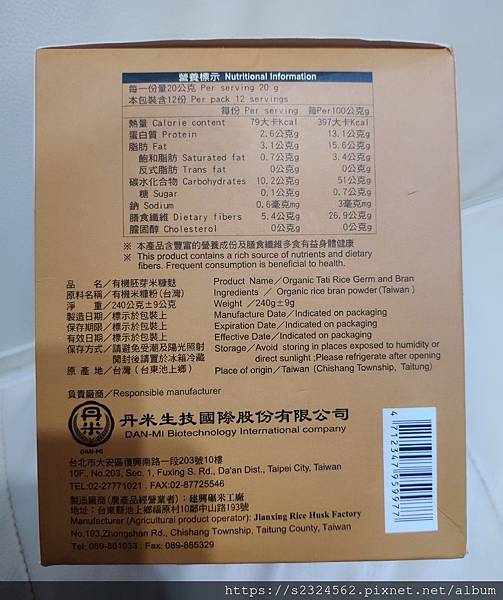 營養標示 Nutritional Information
每一份量20公克 Per serving 20 g
本包裝含12份 Per pack 12 servings
每份 Per serving 每Per100公克g
熱量 Calorie content 79大卡Kcal 397大卡Kcal
蛋白質 Protein 2.6公克g 13.1公克g
脂肪 Fat 3.1公克g 15.6公克g
飽和脂肪 Saturated fat 0.7公克g 3.4公克g
反式脂肪 Trans fat 0公克g 0公克g
碳水化合物 Carbohydrates 10.2公克g 51公克g
糖 Sugar 0.1公克g 0.7公克g
鈉 Sodium 0.6毫克mg 3毫克mg
膳食纖維 Dietary fibers 5.4公克g 26.9公克g
膽固醇 Cholesterol 0公克g 0公克g
※ 本產品含豐富的營養成份及膳食纖維多食有益身體健康
※ This product contains a rich source of nutrients and dietary
fibers. Frequent consumption is beneficial to health.
品 名／有機胚芽米糠麩 Product Name／Organic Tati Rice Germ and Bran
原料名稱／有機米糠粉(台灣) Ingredients ／ Organic rice bran powder(Taiwan )
淨 重／240公克±9公克 Weight ／240g±9g
製造日期／標示於包裝上 Manufacture Date／Indicated on packaging
保存期限／標示於包裝上 Expiration Date／Indicated on packaging
有效日期／標示於包裝上 Effective Date／Indicated on packaging
保存方式／請避免受潮及陽光照射 Storage／Avoid storing in places exposed to humidity or
開封後請置於冰箱冷藏 direct sunlight ;Please refrigerate after opening
原 產 地／台灣（台東池上鄉） Place of origin／Taiwan (Chishang Township, Taitung)
負責廠商／Responsible manufacturer
丹米
DAN-MI
丹米生技國際股份有限公司
DAN-MI Biotechnology International company
台北市大安區復興南路一段203號10樓
10F., No.203, Sec. 1, Fuxing S. Rd., Da'an Dist., Taipei City, Taiwan
TEL:02-27771021 . FAX:02-87725546
製造廠商(農產品經營業者)：建興碾米工廠
地址：台東縣池上鄉福原村10鄰中山路193號
Manufacturer (Agricultural product operator): Jianxing Rice Husk Factory
No.193,Zhongshan Rd., Chishang Township, Taitung County, Taiwan
Tel: 089-861033 . Fax: 089-865329
4 712347 959977
https://s2324562.pixnet.net/album